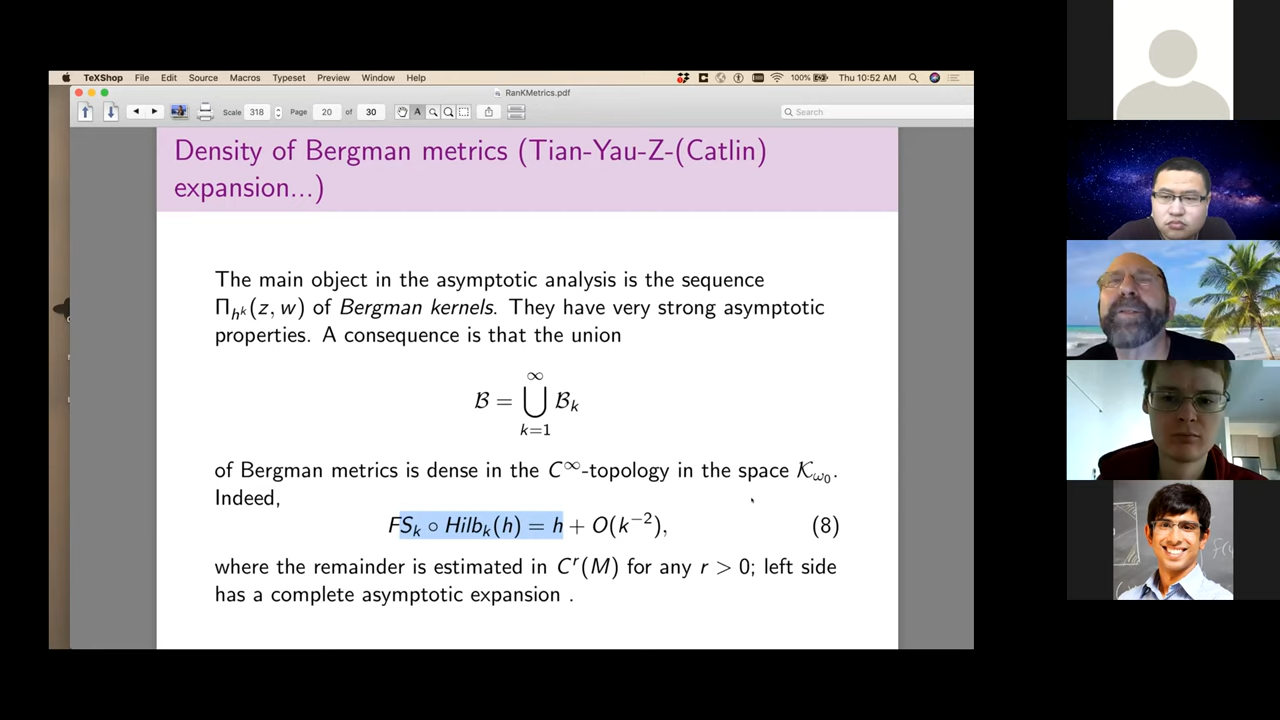 TeXShop File Edit Source Macros Typeset Preview Window Help 100% Thu 10:52 AM
RanKMetrics.pdf
Scale 318 Page 20 of 30 A Search
Density of Bergman metrics (Tian-Yau-Z-(Catlin)
expansion...)
The main object in the asymptotic analysis is the sequence
Π_{h^k}(z, w) of Bergman kernels. They have very strong asymptotic
properties. A consequence is that the union
ℬ = ⋃_{k=1}^{∞} ℬ_k
of Bergman metrics is dense in the C^∞-topology in the space 𝒦_{ω_0}.
Indeed,
FS_k ∘ Hilb_k(h) = h + O(k^{-2}), (8)
where the remainder is estimated in C^r(M) for any r > 0; left side
has a complete asymptotic expansion .